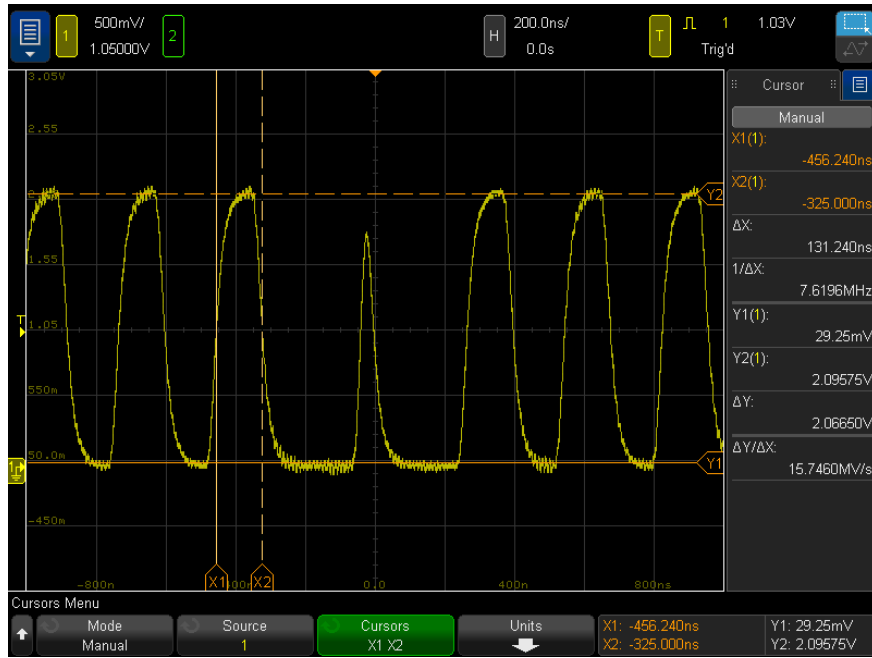 1 500mV/ 1.05000V 2 H 200.0ns/ 0.0s T 1 1.03V Trig'd
3.05V
2.55
1.55
1.05
550m
50.0m
-450m
-800n 0.0 400n 800ns
T
1
Y2
Y1
X1 X2
Cursor
Manual
X1(1):
-456.240ns
X2(1):
-325.000ns
ΔX:
131.240ns
1/ΔX:
7.6196MHz
Y1(1):
29.25mV
Y2(1):
2.09575V
ΔY:
2.06650V
ΔY/ΔX:
15.7460MV/s
Cursors Menu
Mode
Manual
Source
1
Cursors
X1 X2
Units
X1: -456.240ns
X2: -325.000ns
Y1: 29.25mV
Y2: 2.09575V